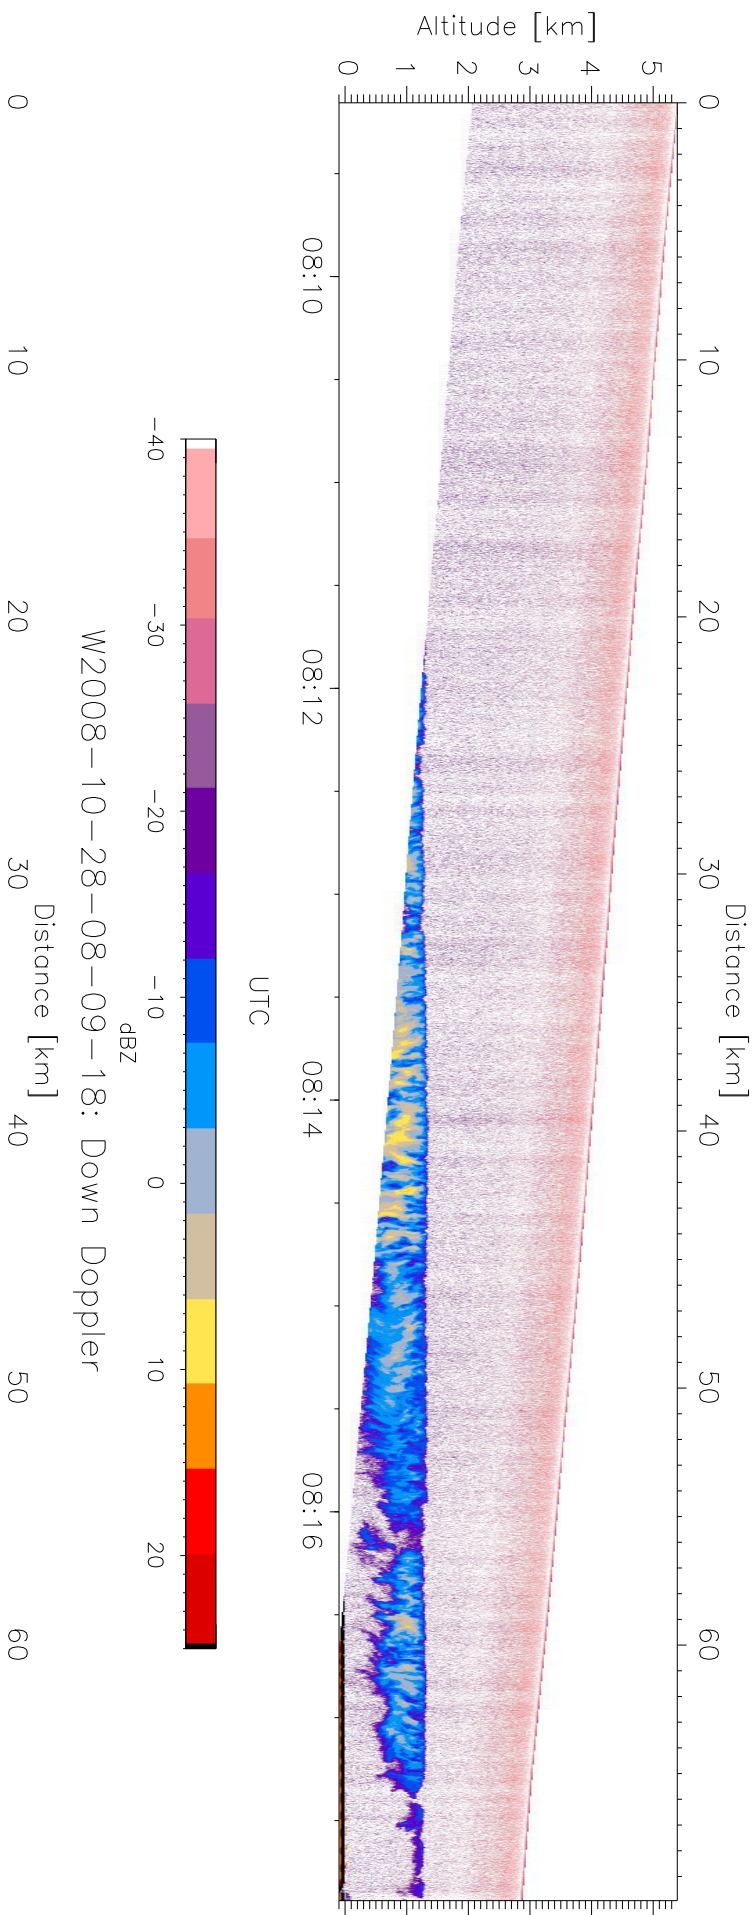 Distance [km]
0 10 20 30 40 50 60
Altitude [km]
5
4
3
2
1
0
08:10 08:12 08:14 08:16
UTC
-40 -30 -20 -10 0 10 20
dBZ
W2008-10-28-08-09-18: Down Doppler
Distance [km]
0 10 20 30 40 50 60